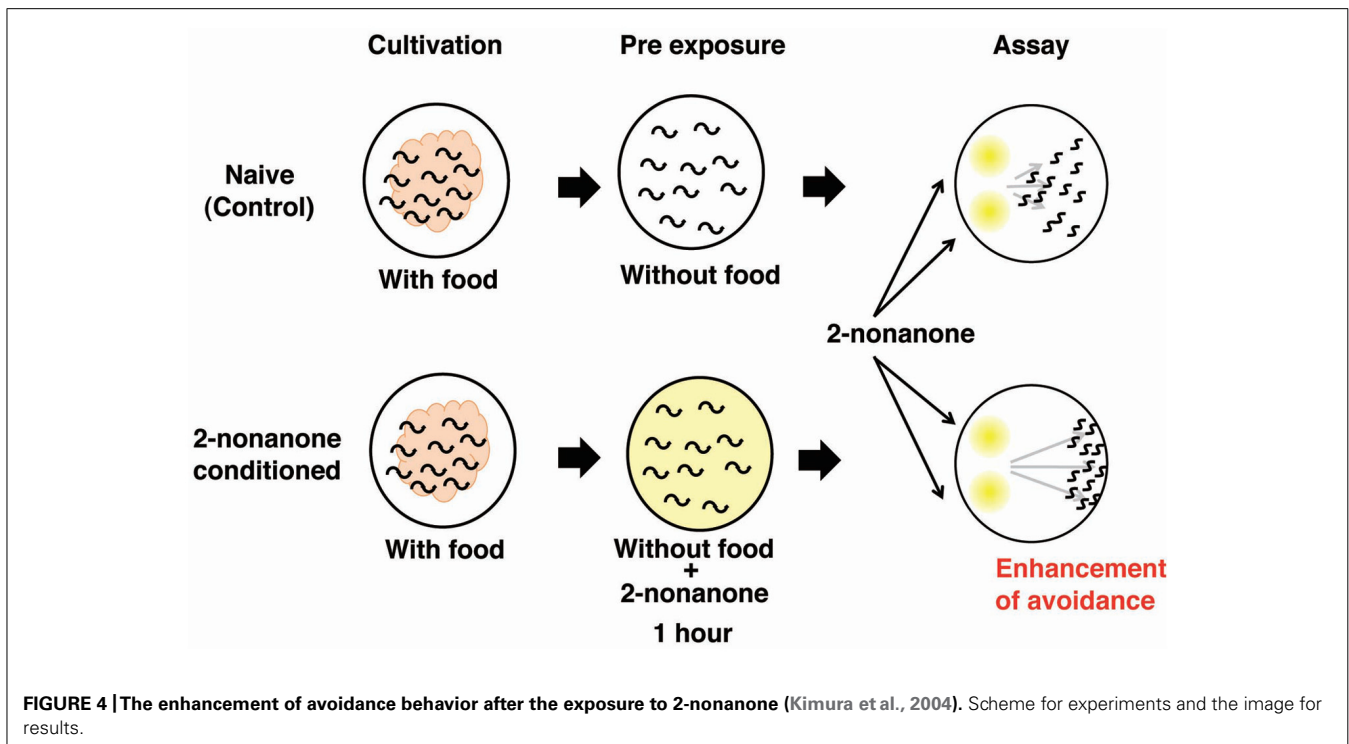 Cultivation Pre exposure Assay
Naive
(Control)
With food Without food
2-nonanone
2-nonanone
conditioned
With food Without food
+
2-nonanone
1 hour
Enhancement
of avoidance
FIGURE 4 | The enhancement of avoidance behavior after the exposure to 2-nonanone (Kimura et al., 2004). Scheme for experiments and the image for
results.